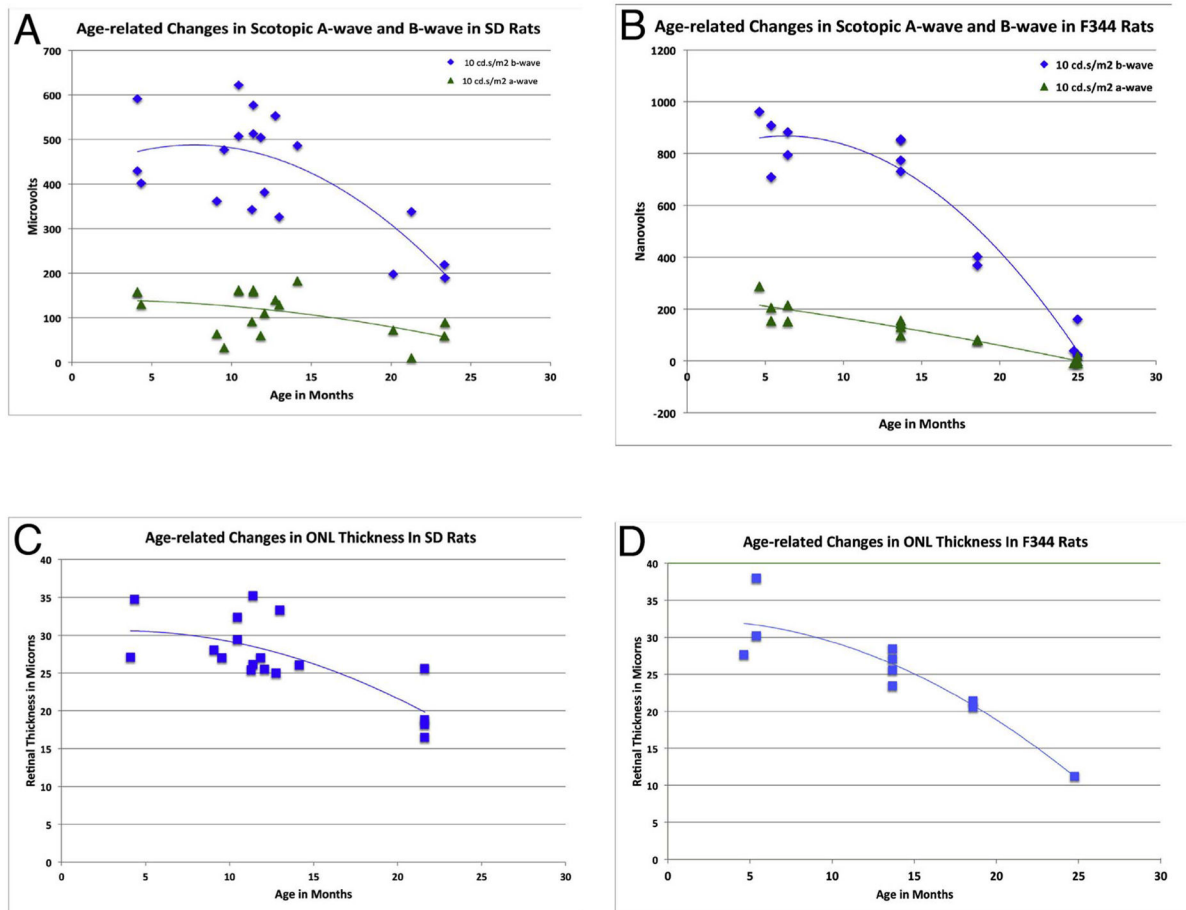 A
Age-related Changes in Scotopic A-wave and B-wave in SD Rats
700
600
500
400
300
200
100
0
Microvolts
10 cd.s/m2 b-wave
10 cd.s/m2 a-wave
0 5 10 15 20 25 30
Age in Months
B
Age-related Changes in Scotopic A-wave and B-wave in F344 Rats
1200
1000
800
600
400
200
0
-200
Nanovolts
10 cd.s/m2 b-wave
10 cd.s/m2 a-wave
0 5 10 15 20 25 30
Age in Months
C
Age-related Changes in ONL Thickness In SD Rats
40
35
30
25
20
15
10
5
0
Retinal Thickness in Micorns
0 5 10 15 20 25 30
Age in Months
D
Age-related Changes in ONL Thickness In F344 Rats
40
35
30
25
20
15
10
5
0
Retinal Thickness in Micorns
0 5 10 15 20 25 30
Age in Months